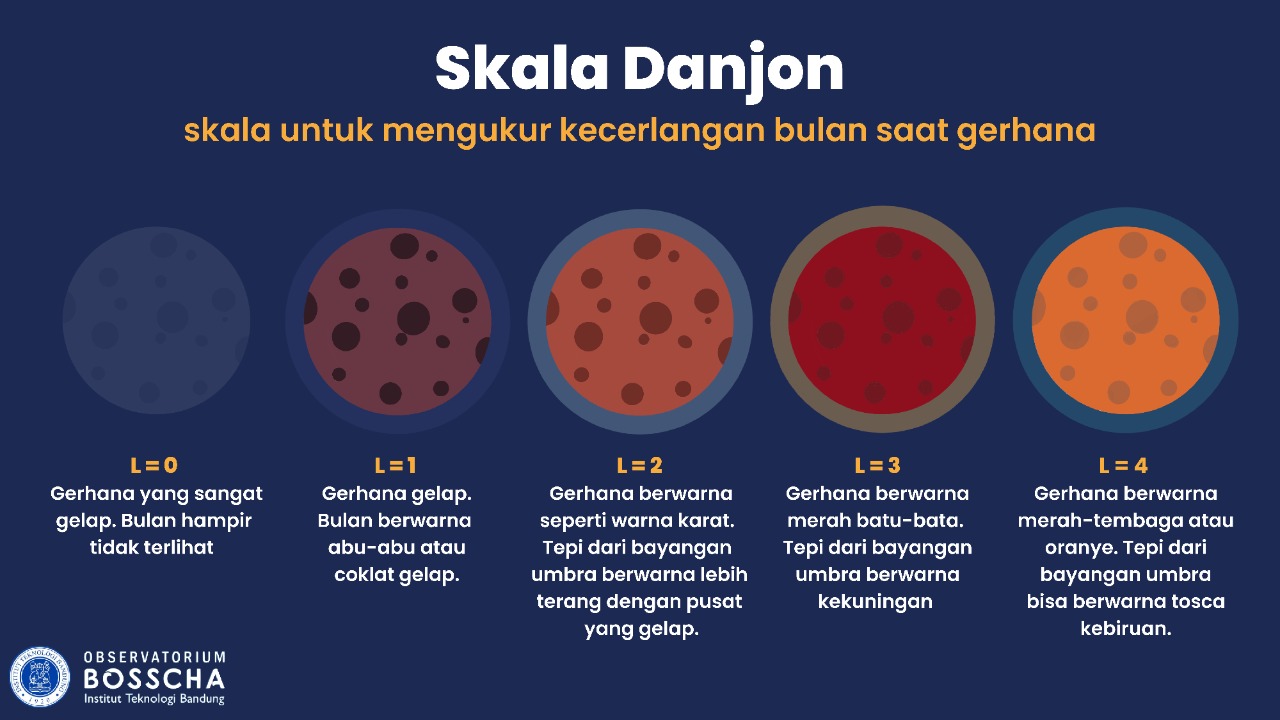 Skala Danjon
skala untuk mengukur kecerlangan bulan saat gerhana
L = 0
Gerhana yang sangat
gelap. Bulan hampir
tidak terlihat
L = 1
Gerhana gelap.
Bulan berwarna
abu-abu atau
coklat gelap.
L = 2
Gerhana berwarna
seperti warna karat.
Tepi dari bayangan
umbra berwarna lebih
terang dengan pusat
yang gelap.
L = 3
Gerhana berwarna
merah batu-bata.
Tepi dari bayangan
umbra berwarna
kekuningan
L = 4
Gerhana berwarna
merah-tembaga atau
oranye. Tepi dari
bayangan umbra
bisa berwarna tosca
kebiruan.
INSTITUT TEKNOLOGI BANDUNG
1920
OBSERVATORIUM
BOSSCHA
Institut Teknologi Bandung